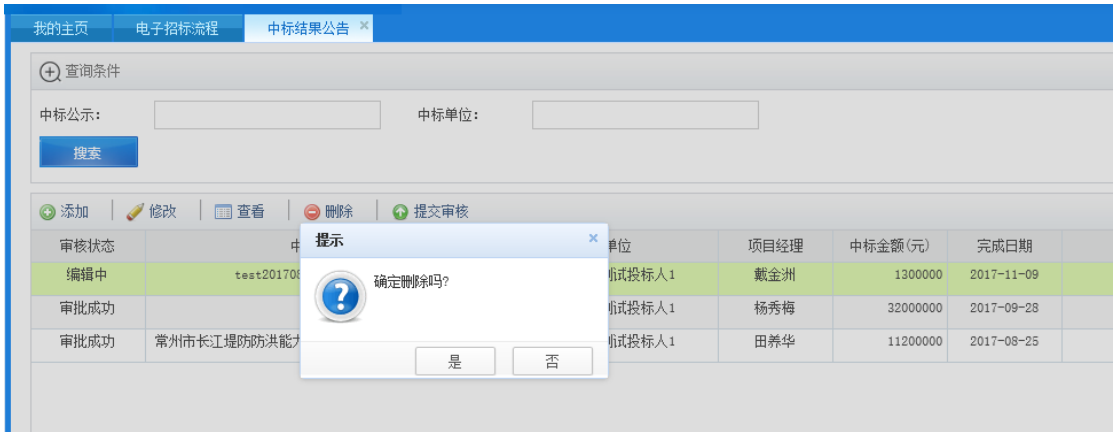 我的主页 电子招标流程 中标结果公告
查询条件
中标公示: 中标单位:
搜索
添加 修改 查看 删除 提交审核
提示
审核状态 单位 项目经理 中标金额(元) 完成日期
编辑中 test20170 试投标人1 戴金洲 1300000 2017-11-09
确定删除吗?
审批成功 试投标人1 杨秀梅 32000000 2017-09-28
审批成功 常州市长江堤防防洪能 试投标人1 田养华 11200000 2017-08-25
是 否